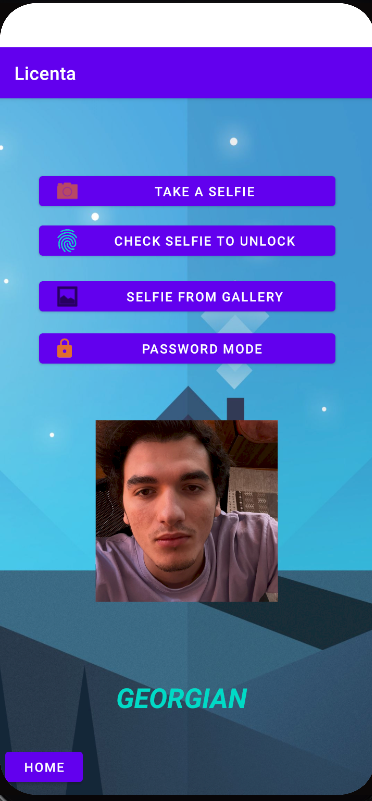 Licenta
TAKE A SELFIE
CHECK SELFIE TO UNLOCK
SELFIE FROM GALLERY
PASSWORD MODE
GEORGIAN
HOME